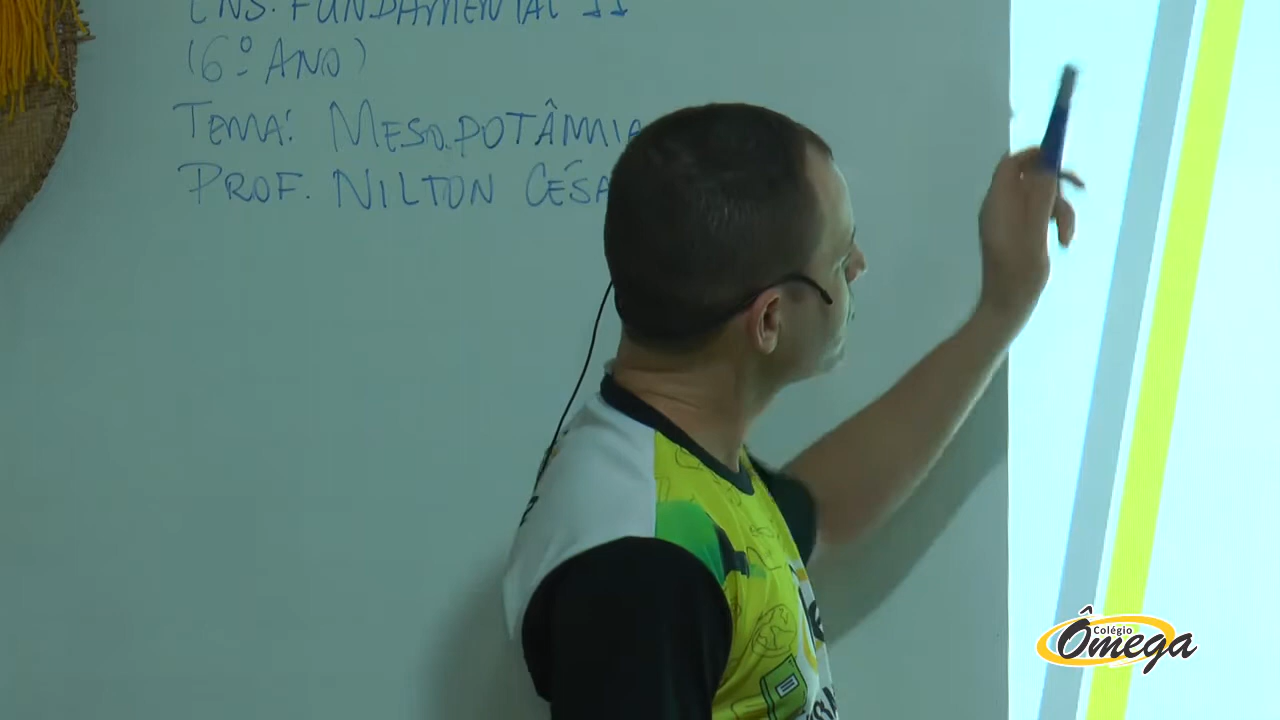 ENS. FUNDAMENTAL II
(6º ANO)
TEMA: MESOPOTÂMIA
PROF. NILTON CÉSA
Colégio
Ômega